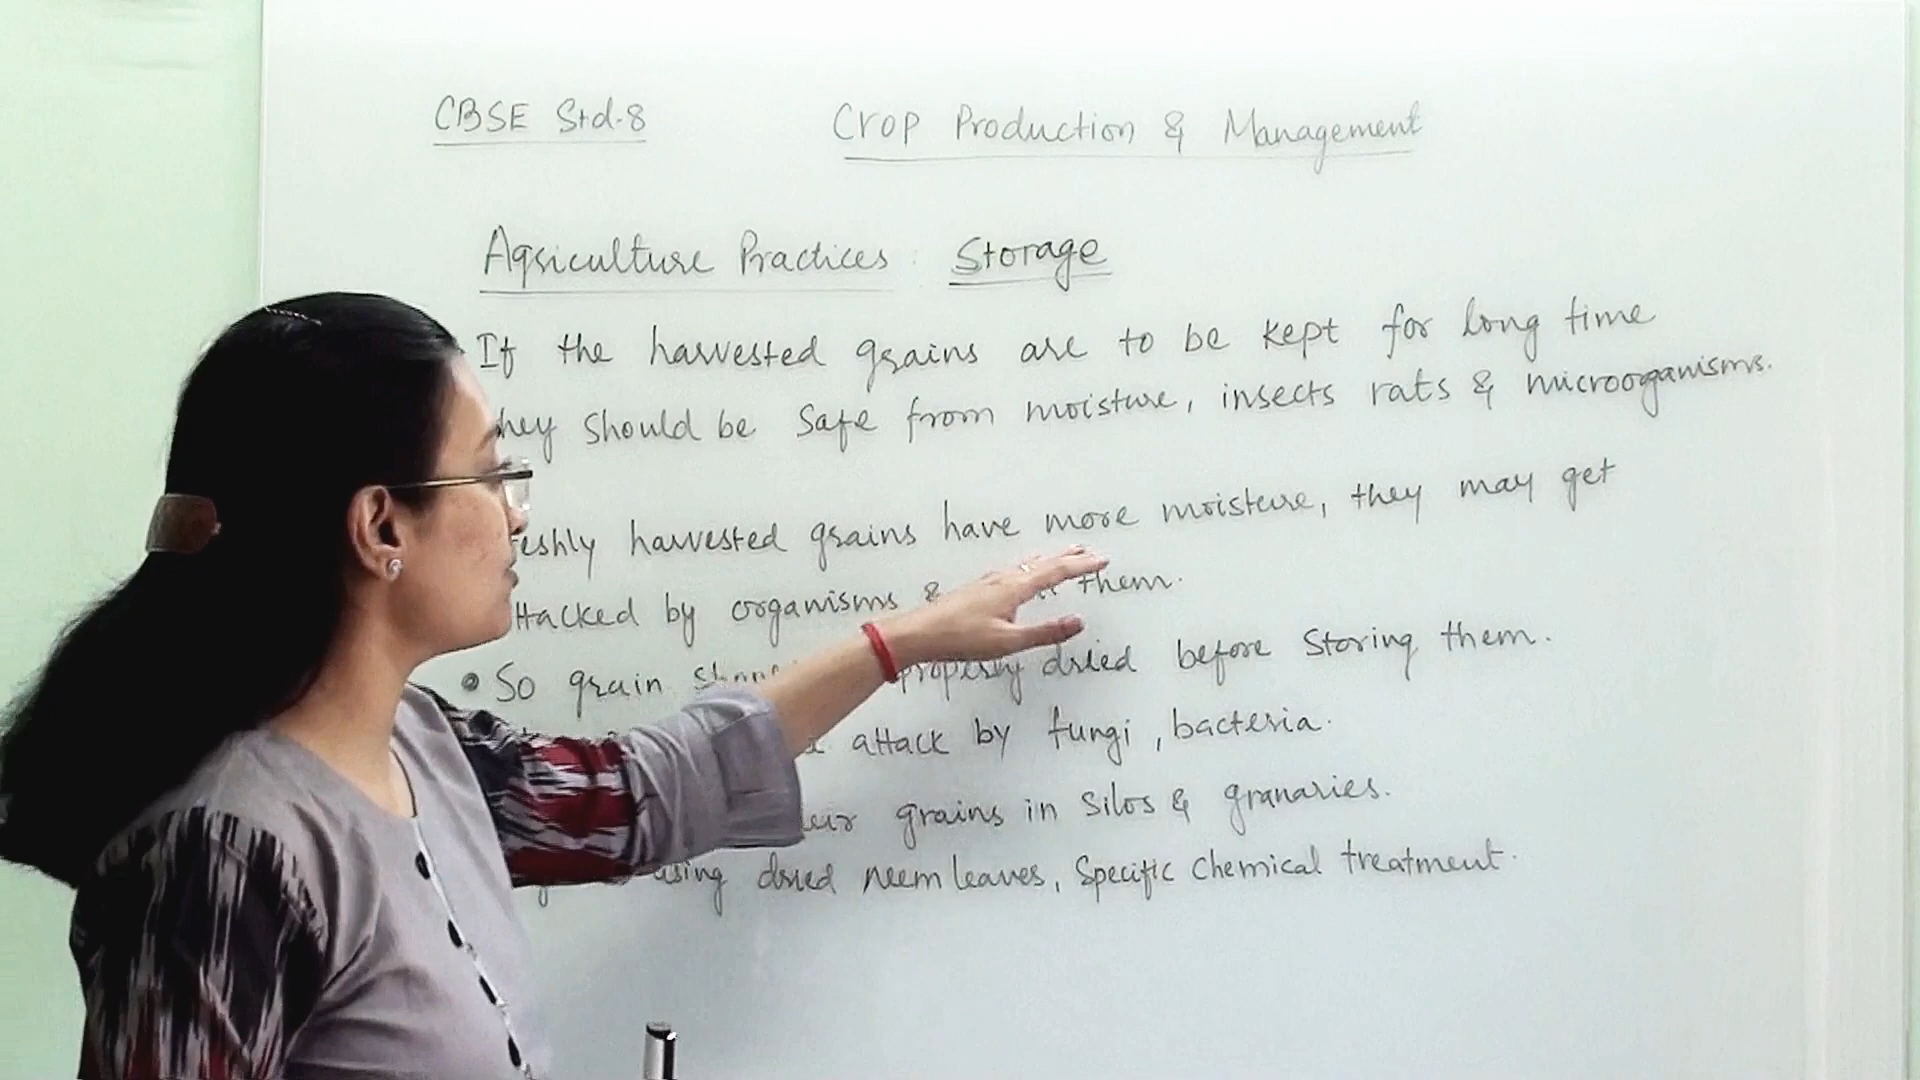 CBSE Std-8
Crop Production & Management
Agriculture Practices : Storage
If the harvested grains are to be kept for long time
hey should be safe from moisture, insects rats & microorganisms.
eshly harvested grains have more moisture, they may get
ttacked by organisms & them.
• So grain properly dried before storing them.
attack by fungi, bacteria.
grains in silos & granaries.
using dried neem leaves, specific chemical treatment.